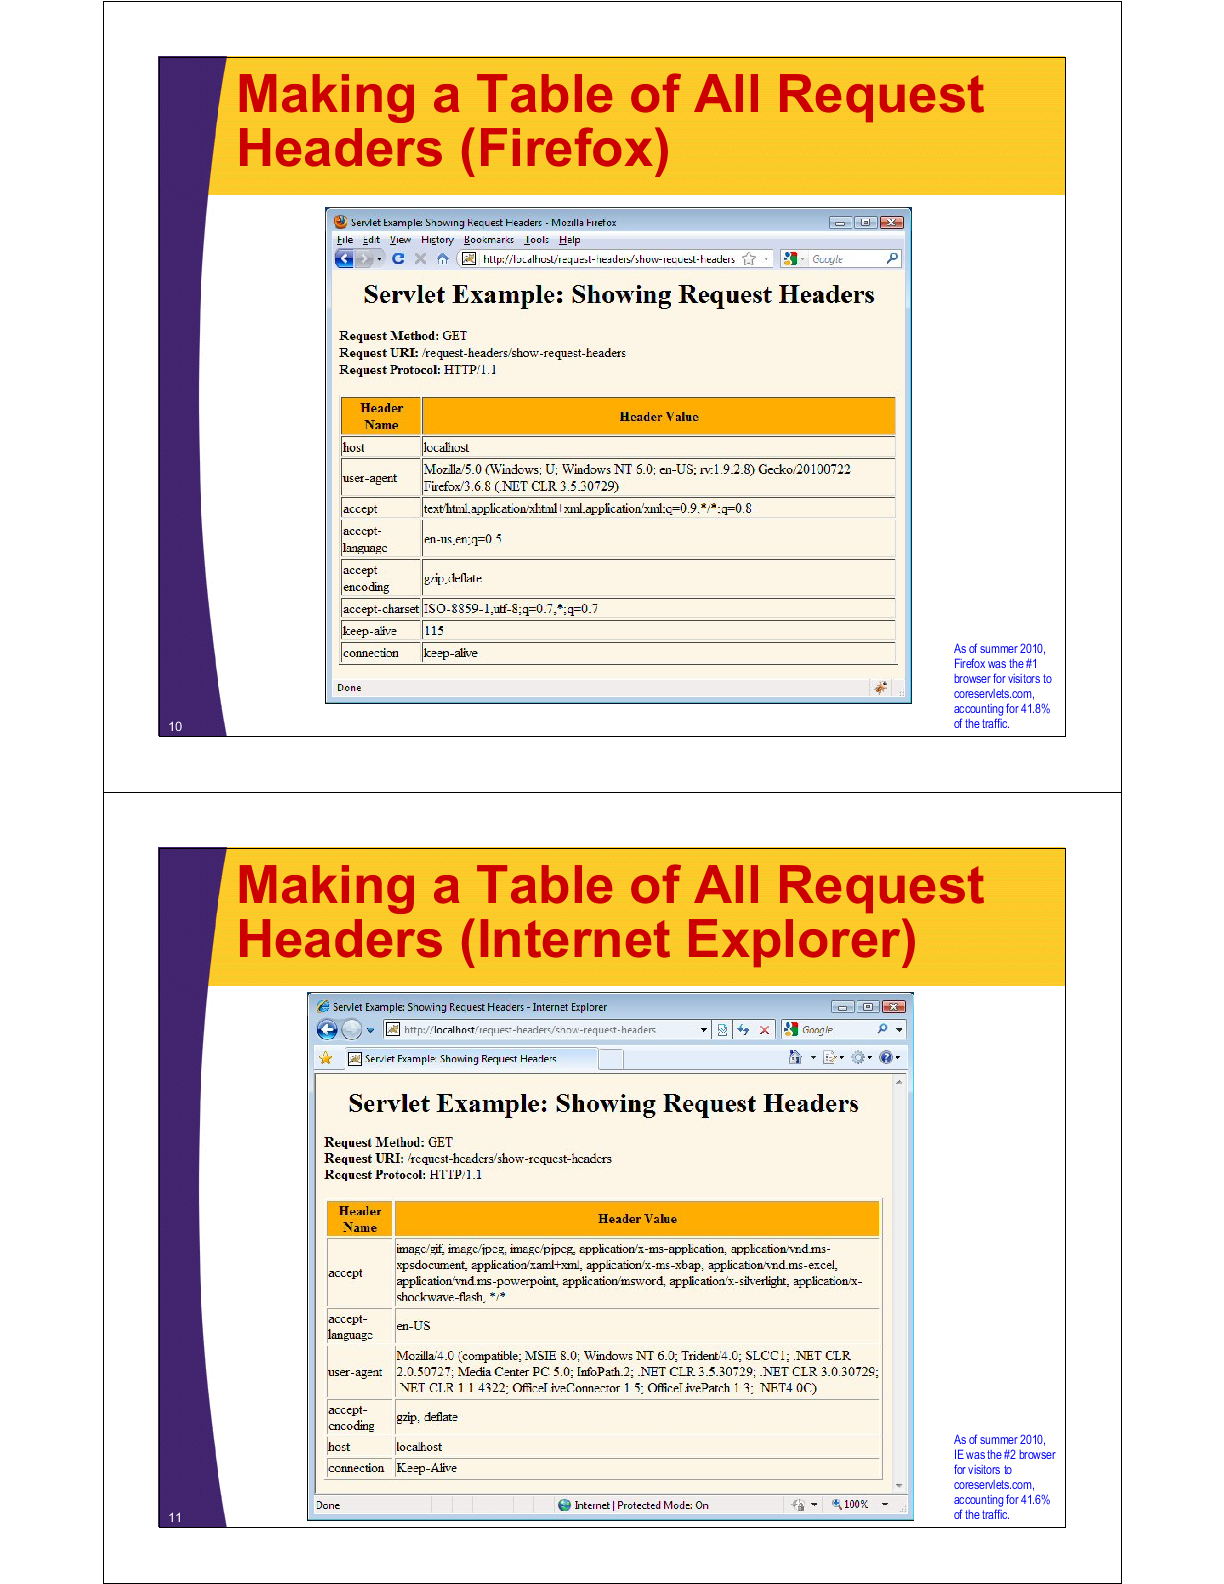 Making a Table of All Request
Headers (Firefox)
Servlet Example: Showing Request Headers - Mozilla Firefox
File Edit View History Bookmarks Tools Help
http://localhost/request-headers/show-request-headers
Google
Servlet Example: Showing Request Headers
Request Method: GET
Request URI: /request-headers/show-request-headers
Request Protocol: HTTP/1.1
Header
Name
Header Value
host localhost
user-agent
Mozilla/5.0 (Windows; U; Windows NT 6.0; en-US; rv:1.9.2.8) Gecko/20100722
Firefox/3.6.8 (.NET CLR 3.5.30729)
accept text/html,application/xhtml+xml,application/xml;q=0.9,*/*;q=0.8
accept-
language
en-us,en;q=0.5
accept-
encoding
gzip,deflate
accept-charset ISO-8859-1,utf-8;q=0.7,*;q=0.7
keep-alive 115
connection keep-alive
Done
As of summer 2010,
Firefox was the #1
browser for visitors to
coreservlets.com,
accounting for 41.8%
of the traffic.
10
Making a Table of All Request
Headers (Internet Explorer)
Servlet Example: Showing Request Headers - Internet Explorer
http://localhost/request-headers/show-request-headers
Google
Servlet Example: Showing Request Headers
Servlet Example: Showing Request Headers
Request Method: GET
Request URI: /request-headers/show-request-headers
Request Protocol: HTTP/1.1
Header
Name
Header Value
accept
image/gif, image/jpeg, image/pjpeg, application/x-ms-application, application/vnd.ms-
xpsdocument, application/xaml+xml, application/x-ms-xbap, application/vnd.ms-excel,
application/vnd.ms-powerpoint, application/msword, application/x-silverlight, application/x-
shockwave-flash, */*
accept-
language
en-US
user-agent
Mozilla/4.0 (compatible; MSIE 8.0; Windows NT 6.0; Trident/4.0; SLCC1; .NET CLR
2.0.50727; Media Center PC 5.0; InfoPath.2; .NET CLR 3.5.30729; .NET CLR 3.0.30729;
.NET CLR 1.1.4322; OfficeLiveConnector.1.5; OfficeLivePatch.1.3; .NET4.0C)
accept-
encoding
gzip, deflate
host localhost
connection Keep-Alive
Done
Internet | Protected Mode: On
100%
As of summer 2010,
IE was the #2 browser
for visitors to
coreservlets.com,
accounting for 41.6%
of the traffic.
11